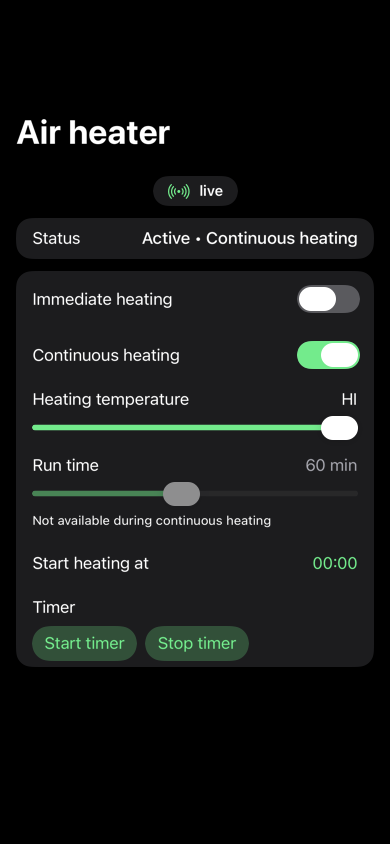 Air heater
live
Status Active • Continuous heating
Immediate heating
Continuous heating
Heating temperature HI
Run time 60 min
Not available during continuous heating
Start heating at 00:00
Timer
Start timer Stop timer